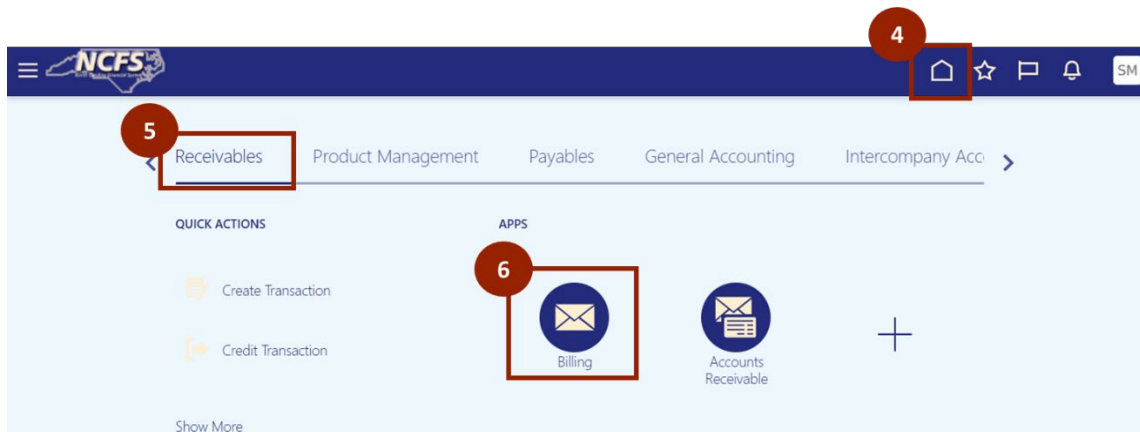 4
NCFS
SM
5
Receivables Product Management Payables General Accounting Intercompany Acc
QUICK ACTIONS APPS
6
Create Transaction
Credit Transaction
Billing
Accounts
Receivable
Show More